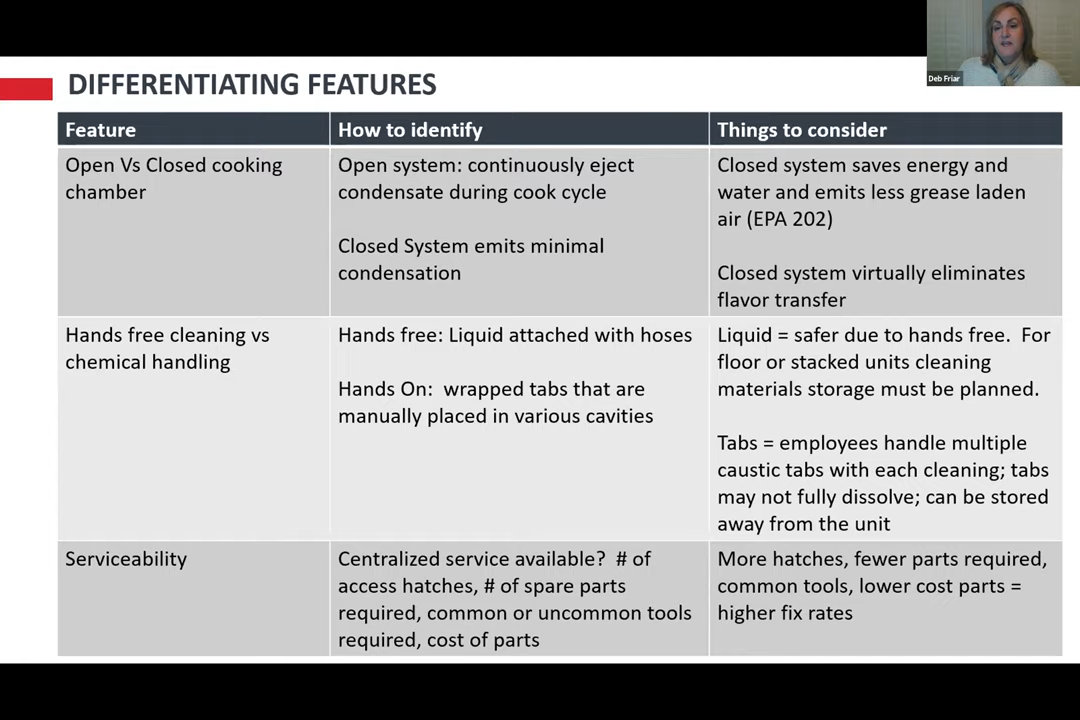 Deb Friar
DIFFERENTIATING FEATURES
Feature
How to identify
Things to consider
Open Vs Closed cooking
chamber
Open system: continuously eject
condensate during cook cycle
Closed System emits minimal
condensation
Closed system saves energy and
water and emits less grease laden
air (EPA 202)
Closed system virtually eliminates
flavor transfer
Hands free cleaning vs
chemical handling
Hands free: Liquid attached with hoses
Hands On:  wrapped tabs that are
manually placed in various cavities
Liquid = safer due to hands free.  For
floor or stacked units cleaning
materials storage must be planned.
Tabs = employees handle multiple
caustic tabs with each cleaning; tabs
may not fully dissolve; can be stored
away from the unit
Serviceability
Centralized service available?  # of
access hatches, # of spare parts
required, common or uncommon tools
required, cost of parts
More hatches, fewer parts required,
common tools, lower cost parts =
higher fix rates